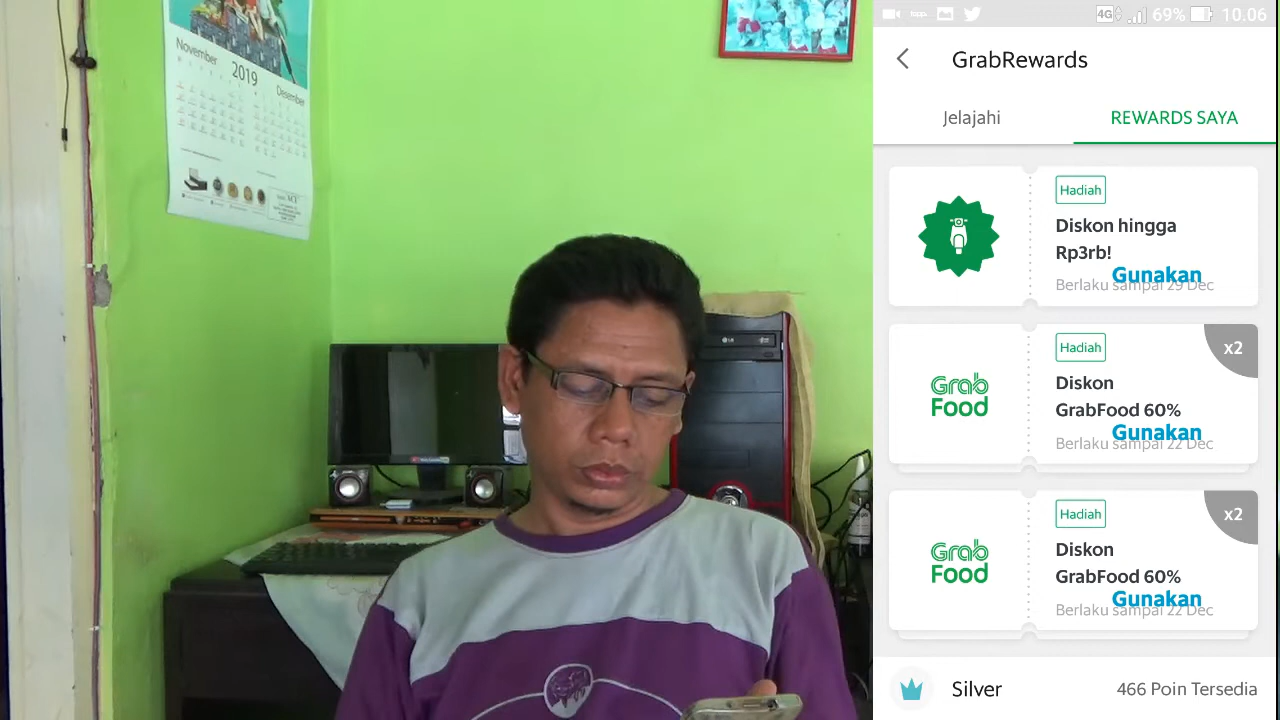 November
2019
Desember
4G
69%
10.06
GrabRewards
Jelajahi
REWARDS SAYA
Hadiah
Diskon hingga
Rp3rb!
Gunakan
Berlaku sampai 29 Dec
Grab
Food
Hadiah
x2
Diskon
GrabFood 60%
Gunakan
Berlaku sampai 22 Dec
Grab
Food
Hadiah
x2
Diskon
GrabFood 60%
Gunakan
Berlaku sampai 22 Dec
Silver
466 Poin Tersedia